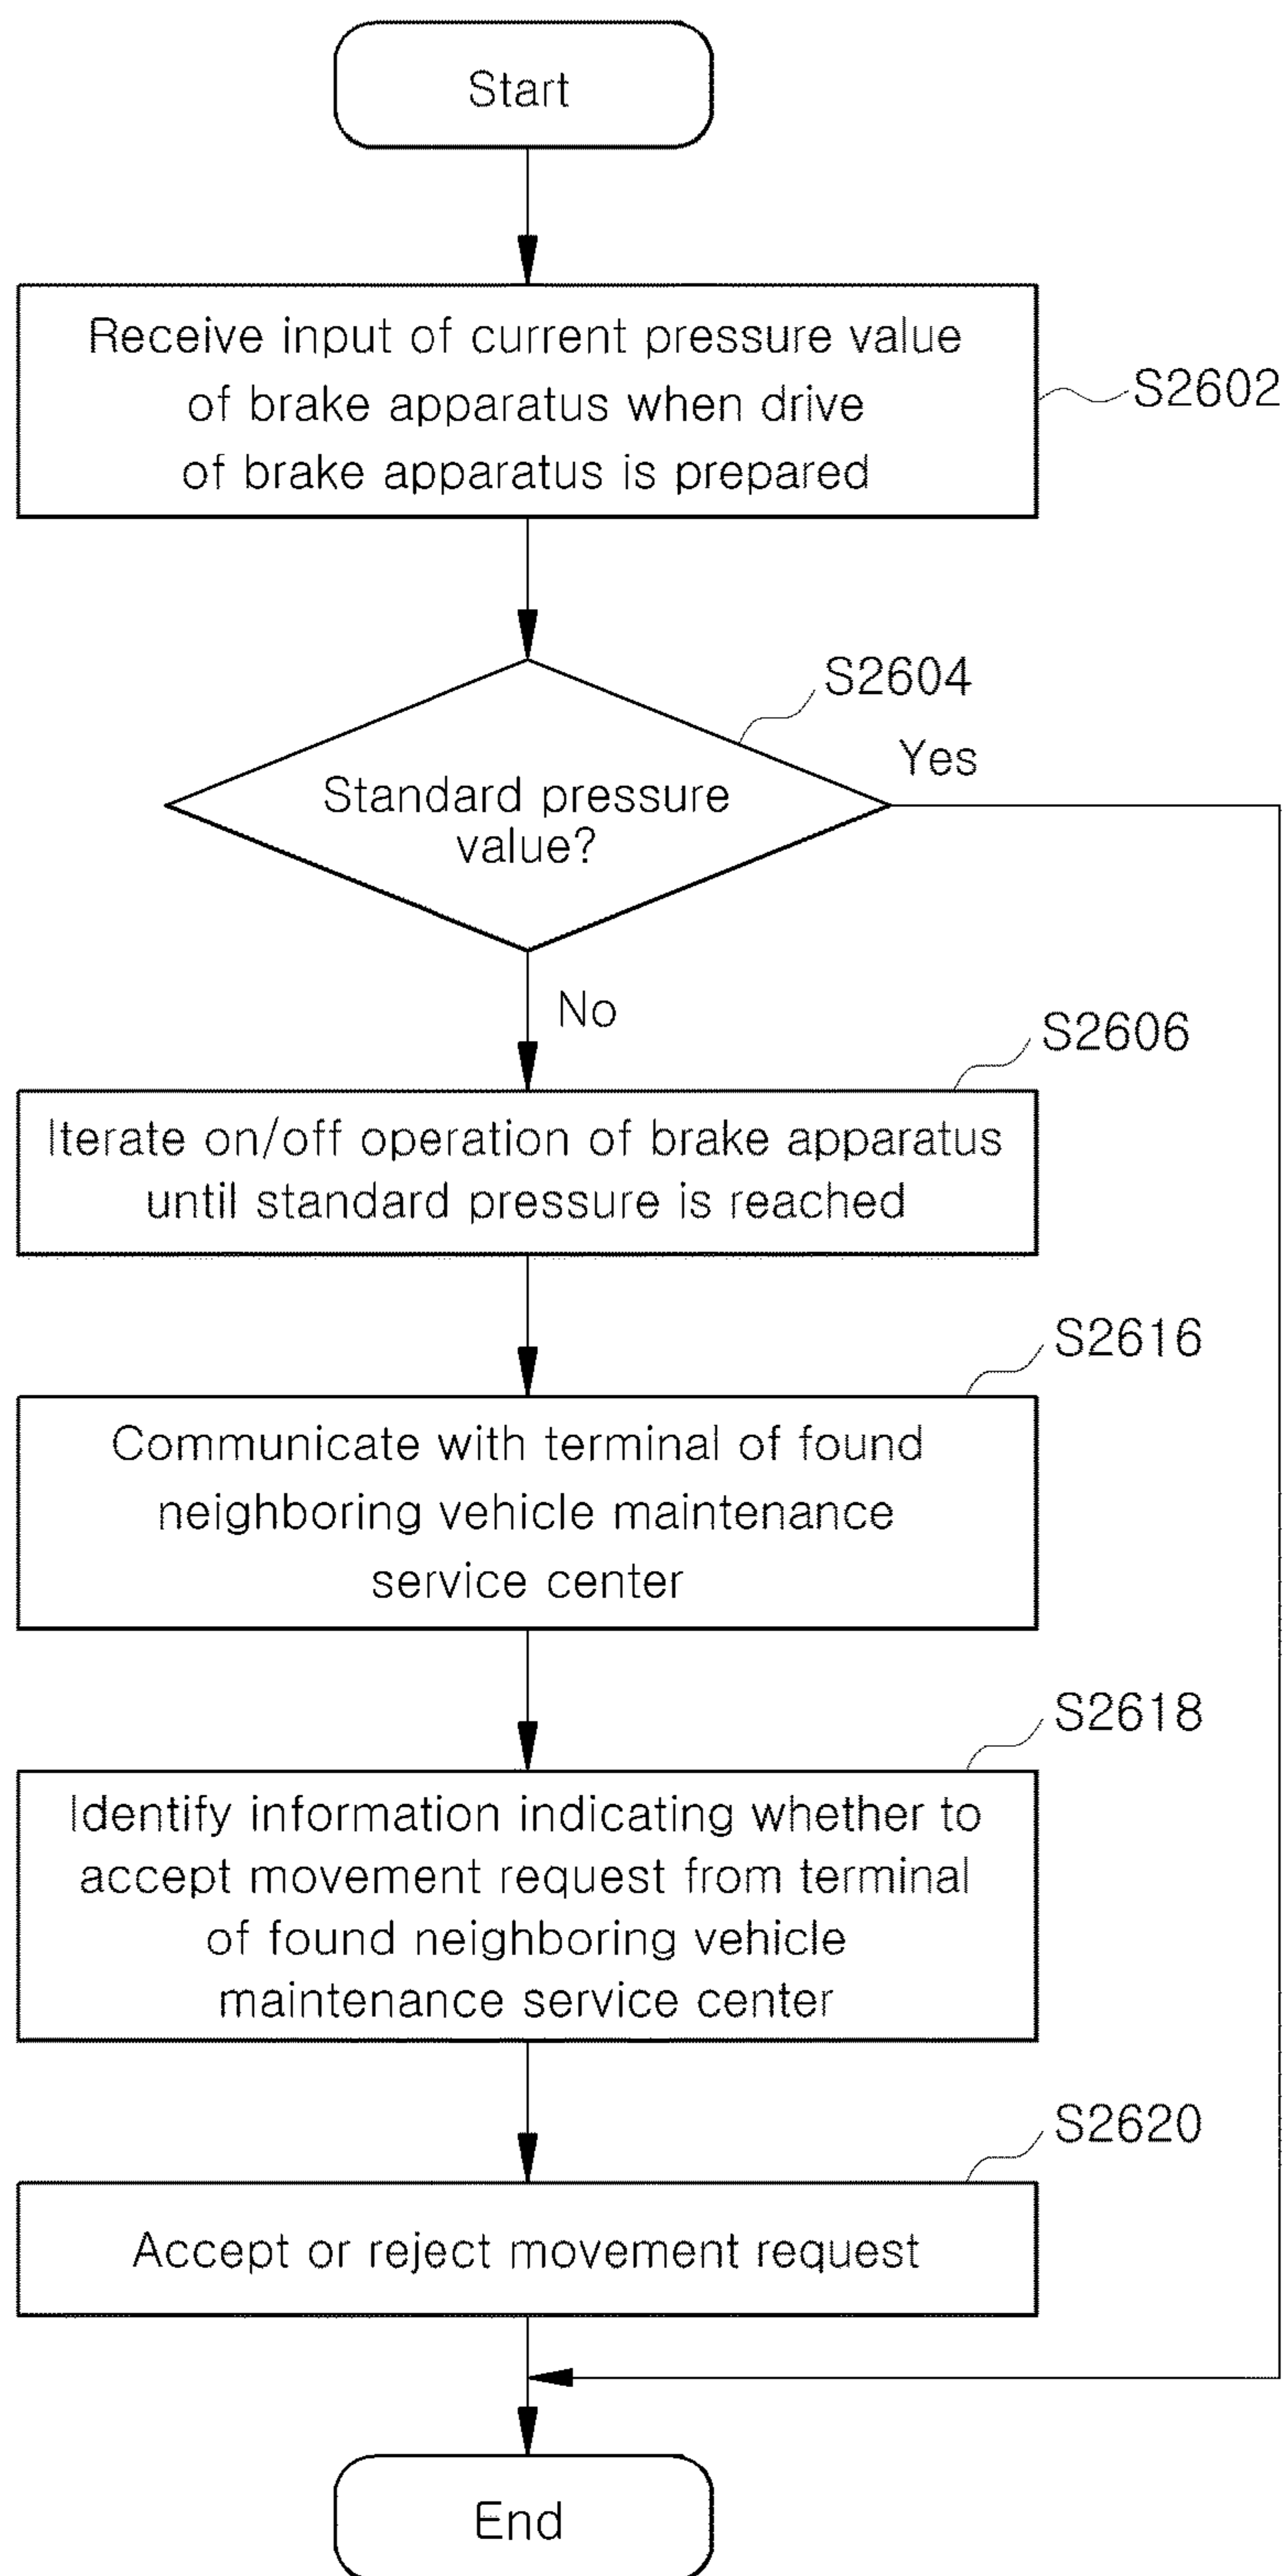 Start
Receive input of current pressure value
of brake apparatus when drive
of brake apparatus is prepared
S2602
S2604
Yes
Standard pressure
value?
No
S2606
Iterate on/off operation of brake apparatus
until standard pressure is reached
S2616
Communicate with terminal of found
neighboring vehicle maintenance
service center
S2618
Identify information indicating whether to
accept movement request from terminal
of found neighboring vehicle
maintenance service center
S2620
Accept or reject movement request
End